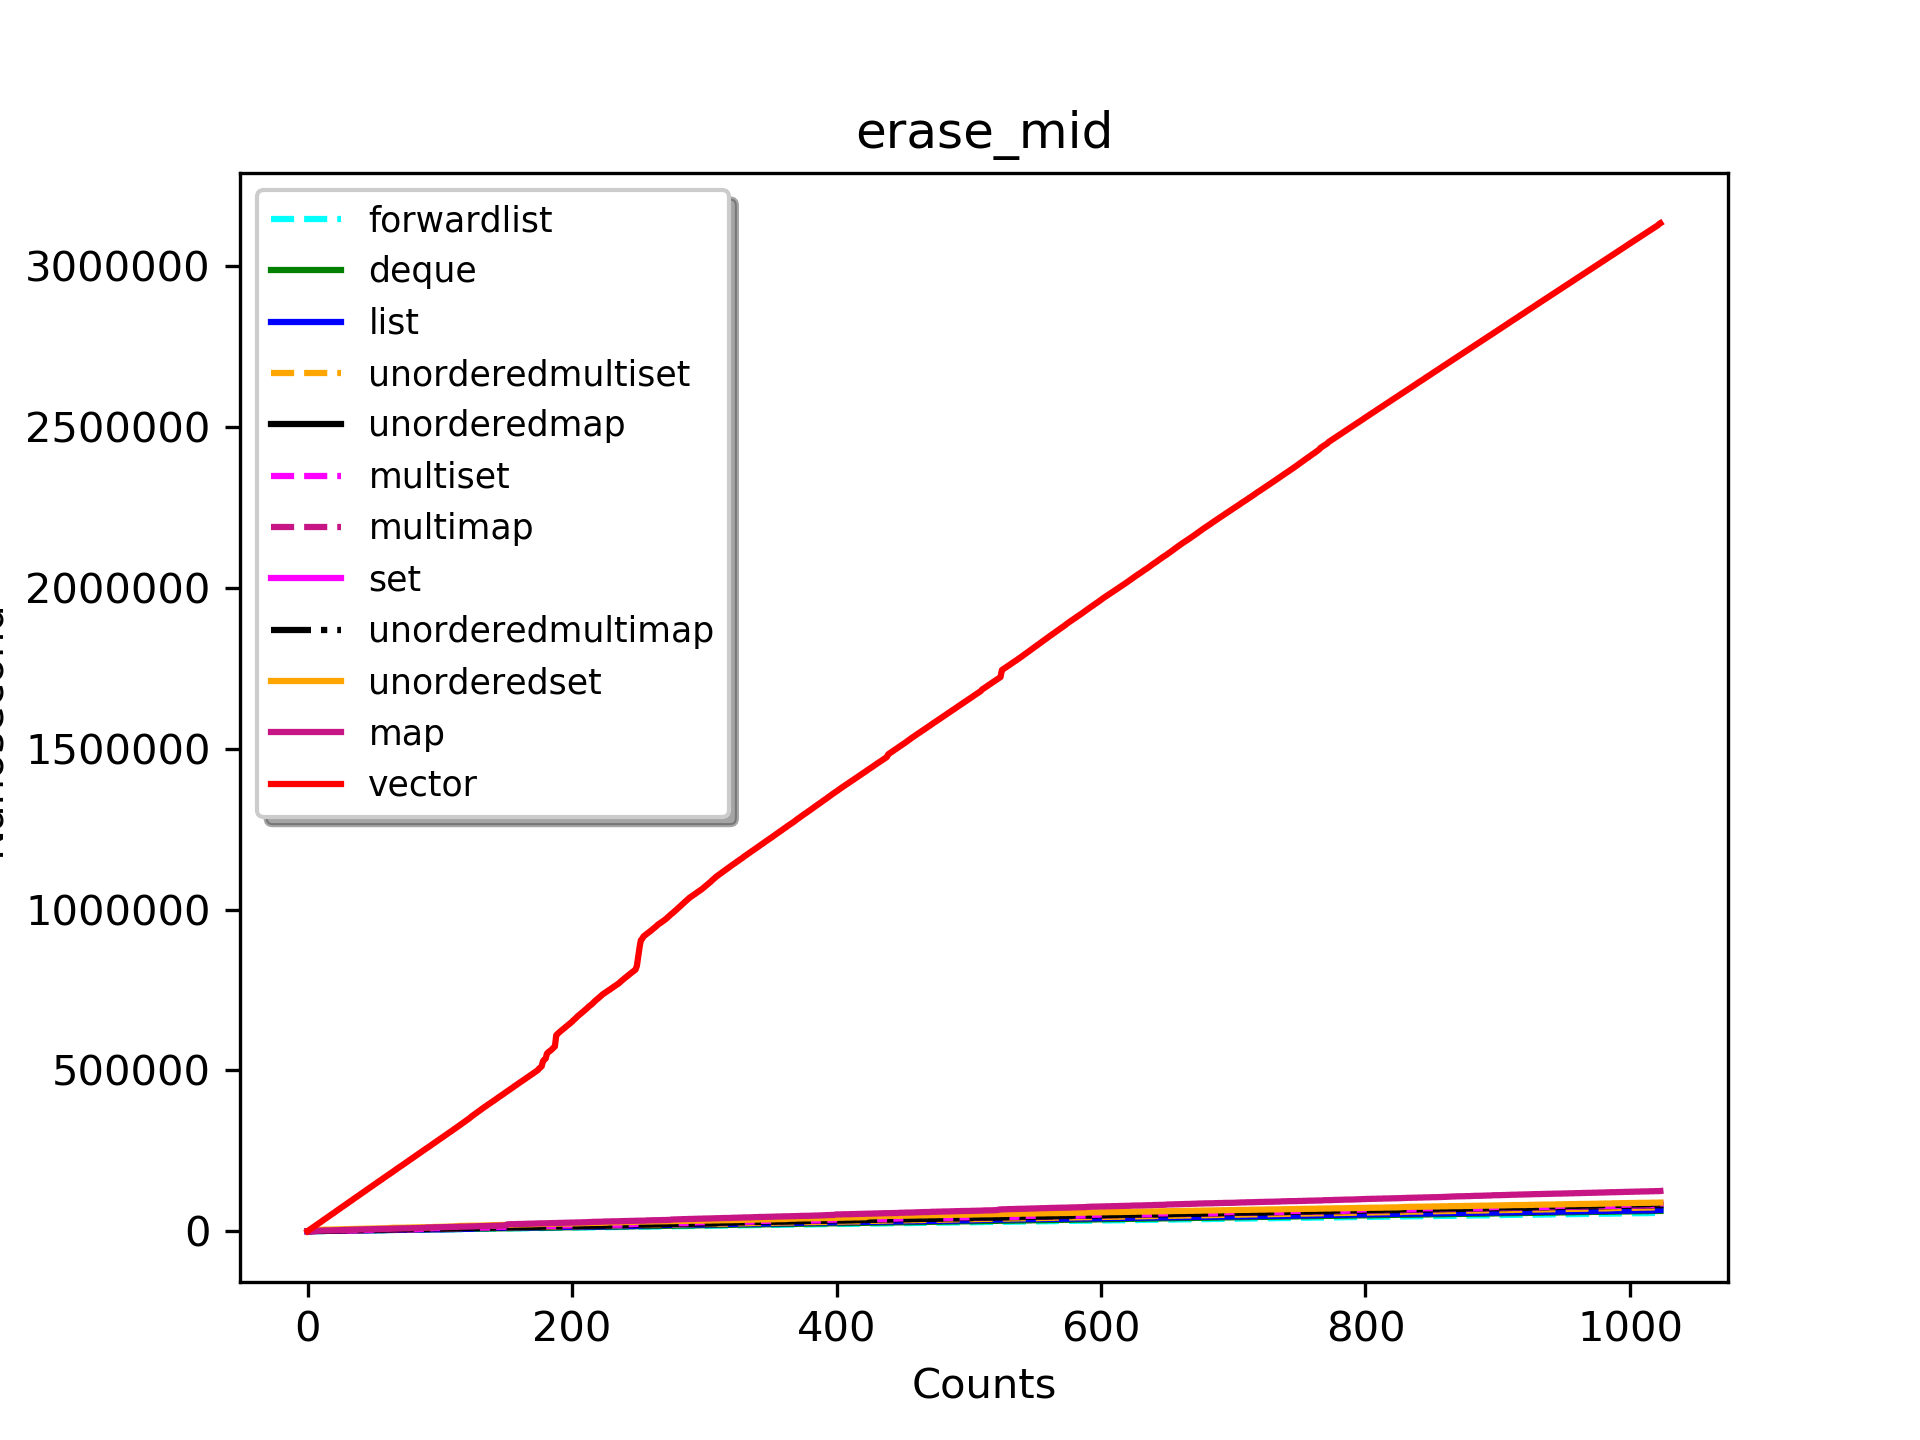 erase_mid
forwardlist
deque
list
unorderedmultiset
unorderedmap
multiset
multimap
set
unorderedmultimap
unorderedset
map
vector
3000000
2500000
2000000
1500000
1000000
500000
0
0 200 400 600 800 1000
Counts